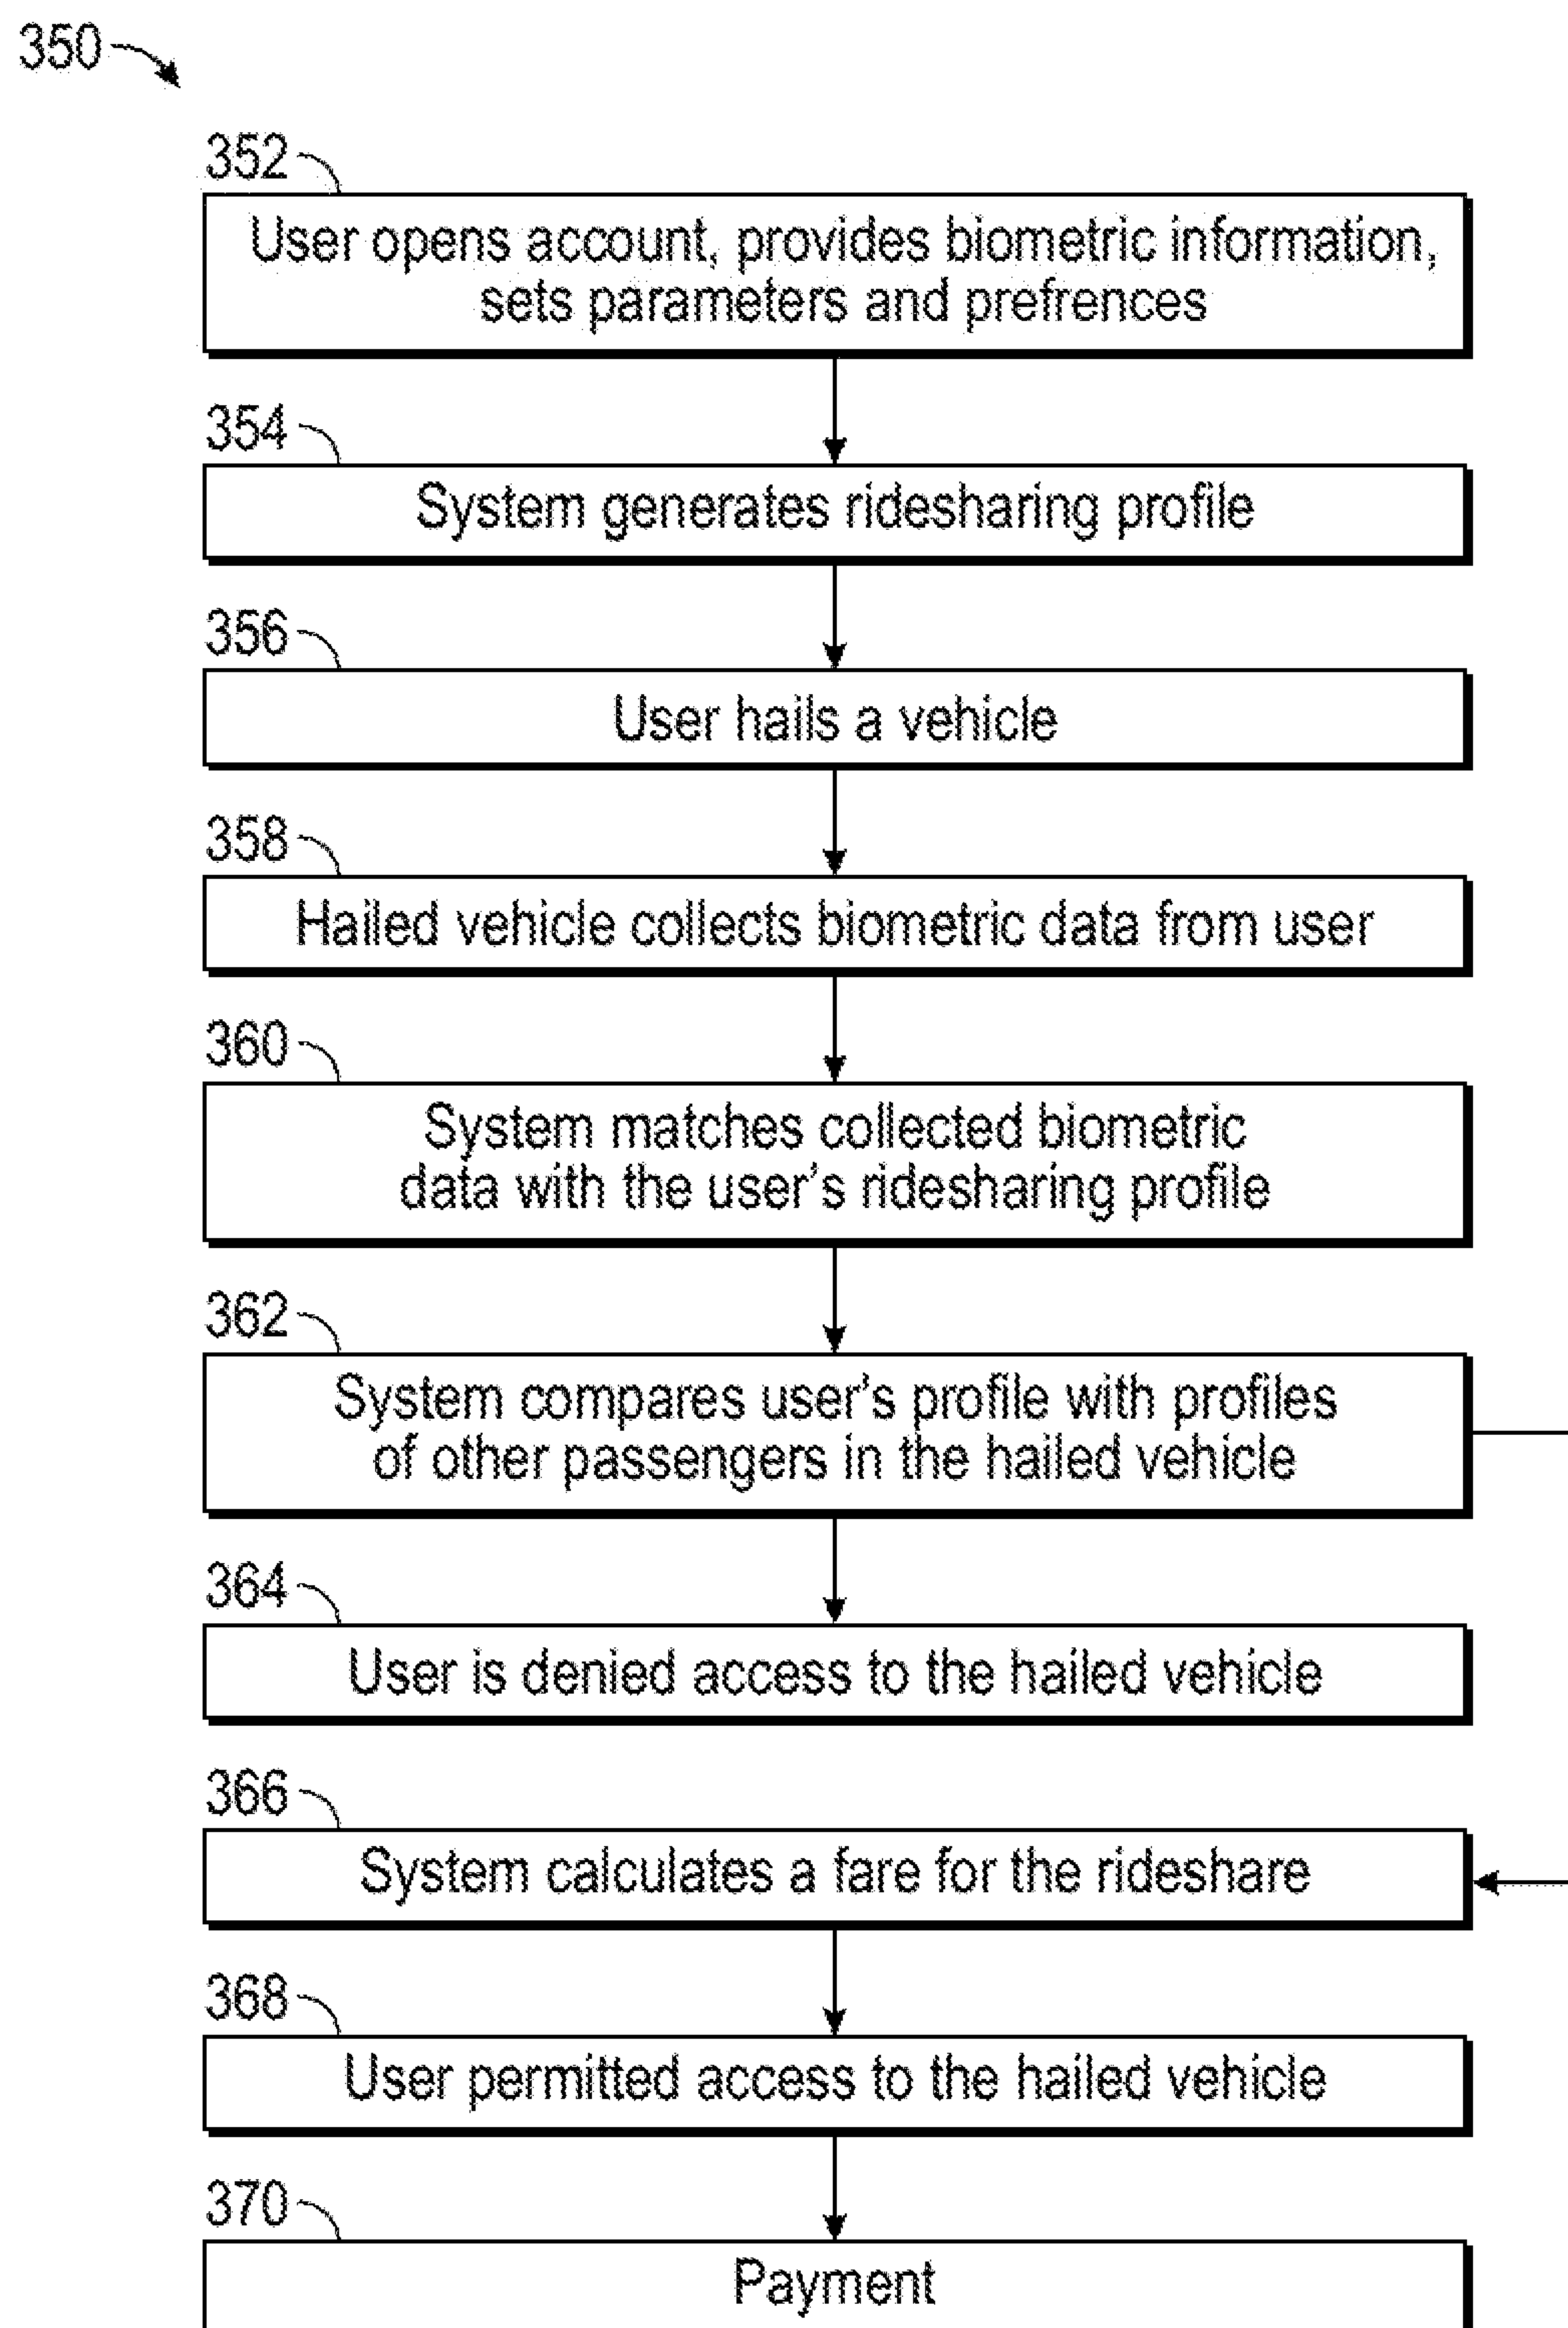 350
352
User opens account, provides biometric information,
sets parameters and prefrences
354
System generates ridesharing profile
356
User hails a vehicle
358
Hailed vehicle collects biometric data from user
360
System matches collected biometric
data with the user's ridesharing profile
362
System compares user's profile with profiles
of other passengers in the hailed vehicle
364
User is denied access to the hailed vehicle
366
System calculates a fare for the rideshare
368
User permitted access to the hailed vehicle
370
Payment